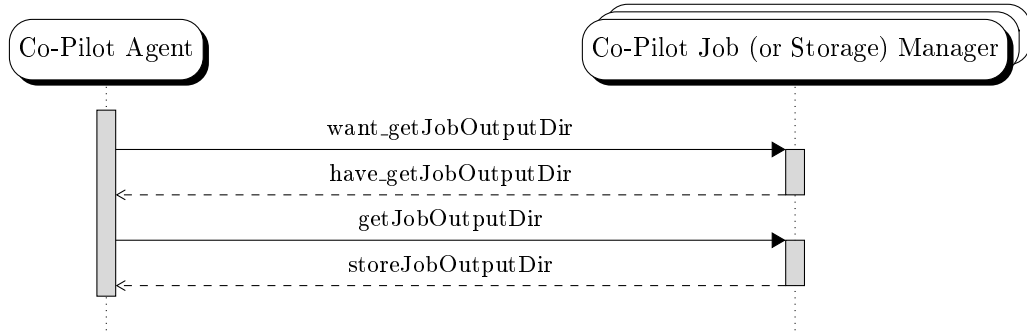 Co-Pilot Agent
Co-Pilot Job (or Storage) Manager
want_getJobOutputDir
have_getJobOutputDir
getJobOutputDir
storeJobOutputDir